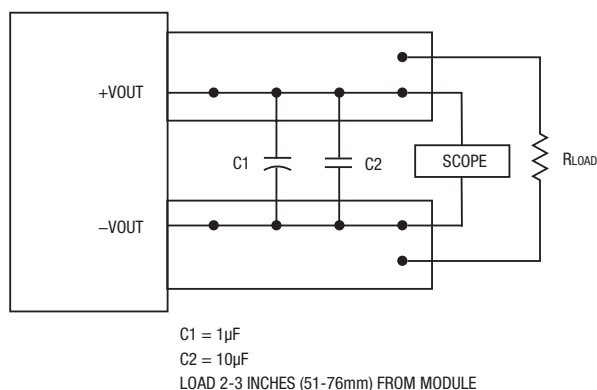 +VOUT
C1
C2
SCOPE
RLOAD
−VOUT
C1 = 1µF
C2 = 10µF
LOAD 2-3 INCHES (51-76mm) FROM MODULE